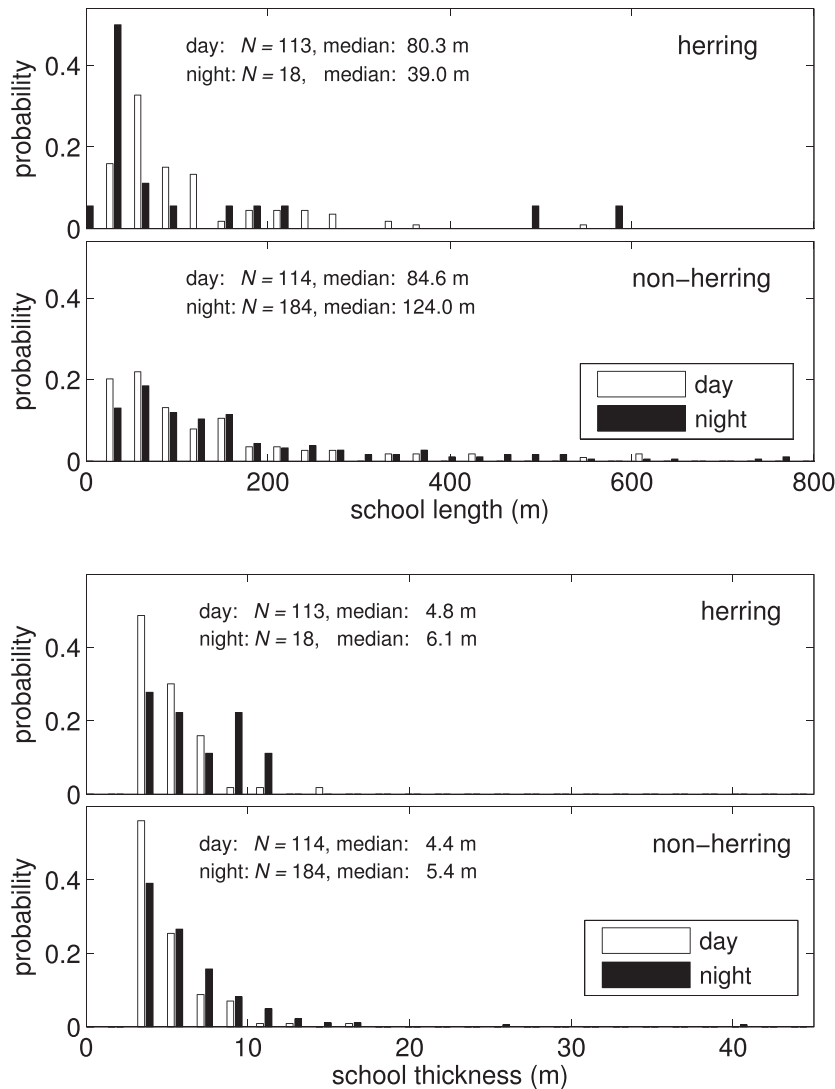 probability
0.4
0.2
0
day: N = 113, median: 80.3 m
night: N = 18, median: 39.0 m
herring
probability
0.4
0.2
0
day: N = 114, median: 84.6 m
night: N = 184, median: 124.0 m
non−herring
day
night
0 200 400 600 800
school length (m)
probability
0.4
0.2
0
day: N = 113, median: 4.8 m
night: N = 18, median: 6.1 m
herring
probability
0.4
0.2
0
day: N = 114, median: 4.4 m
night: N = 184, median: 5.4 m
non−herring
day
night
0 10 20 30 40
school thickness (m)